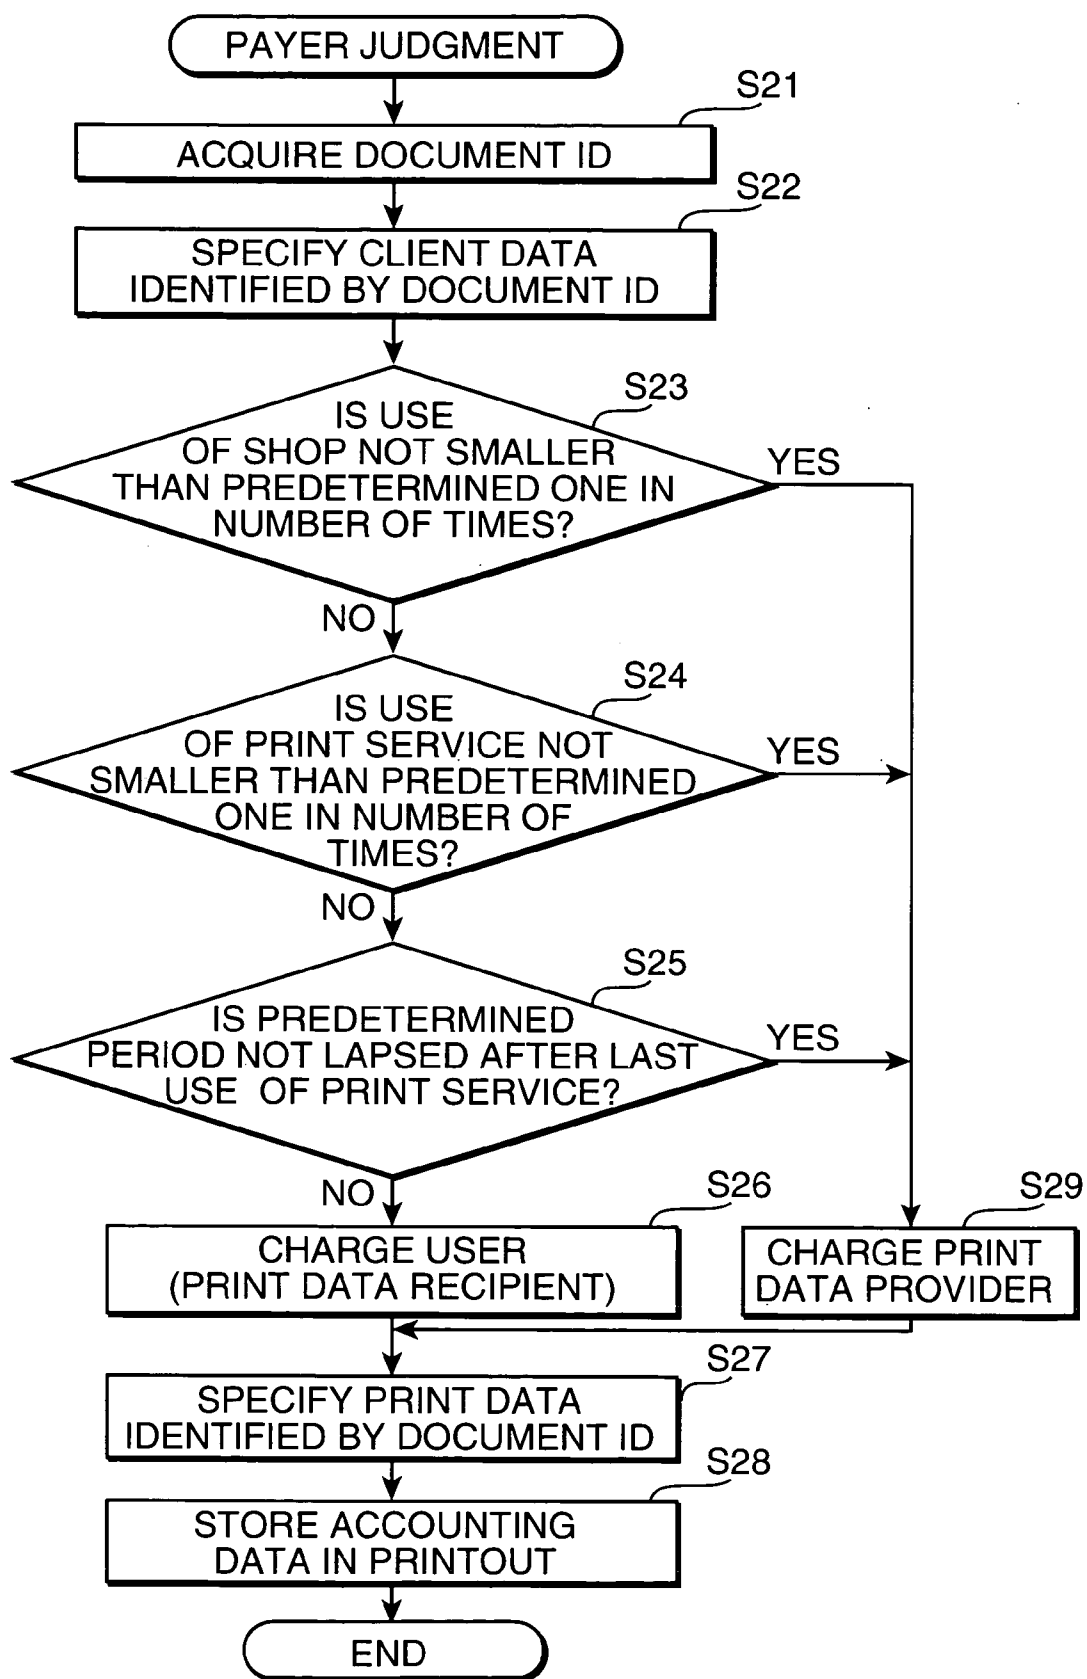 PAYER JUDGMENT
S21
ACQUIRE DOCUMENT ID
S22
SPECIFY CLIENT DATA
IDENTIFIED BY DOCUMENT ID
S23
IS USE
OF SHOP NOT SMALLER
THAN PREDETERMINED ONE IN
NUMBER OF TIMES?
YES
NO
S24
IS USE
OF PRINT SERVICE NOT
SMALLER THAN PREDETERMINED
ONE IN NUMBER OF
TIMES?
YES
NO
S25
IS PREDETERMINED
PERIOD NOT LAPSED AFTER LAST
USE OF PRINT SERVICE?
YES
NO
S26
CHARGE USER
(PRINT DATA RECIPIENT)
S29
CHARGE PRINT
DATA PROVIDER
S27
SPECIFY PRINT DATA
IDENTIFIED BY DOCUMENT ID
S28
STORE ACCOUNTING
DATA IN PRINTOUT
END